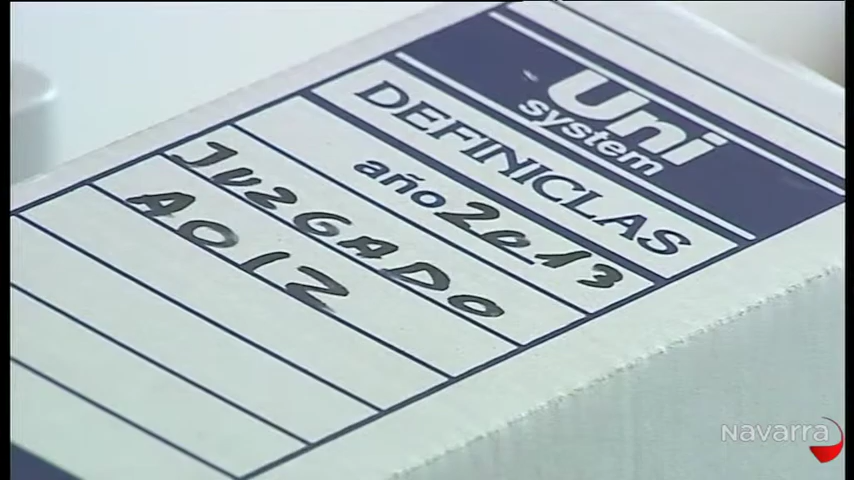 Uni
system
DEFINICLAS
año 2013
JUZGADO
AOIZ
Navarra